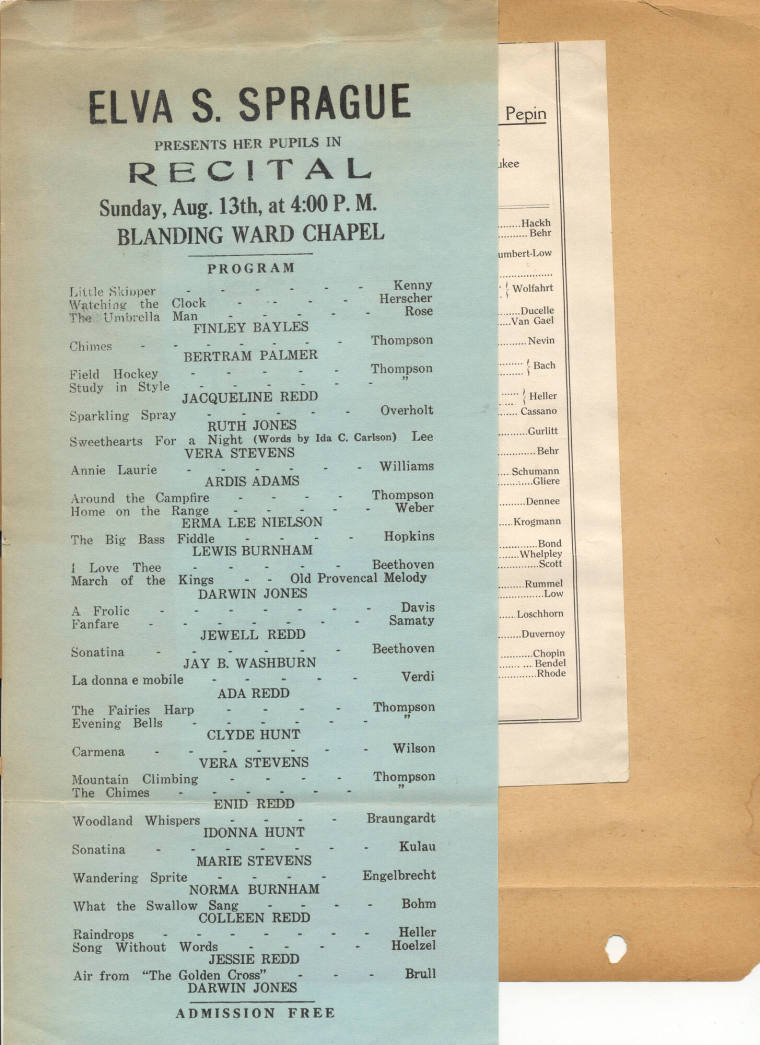 ELVA S. SPRAGUE
PRESENTS HER PUPILS IN
RECITAL
Sunday, Aug. 13th, at 4:00 P. M.
BLANDING WARD CHAPEL
PROGRAM
Little Skipper - - - - - - Kenny
Watching the Clock - - - - Herscher
The Umbrella Man - - - - - Rose
FINLEY BAYLES
Chimes - - - - - - - Thompson
BERTRAM PALMER
Field Hockey - - - - - Thompson
Study in Style - - - - - - "
JACQUELINE REDD
Sparkling Spray - - - - - Overholt
RUTH JONES
Sweethearts For a Night (Words by Ida C. Carlson) Lee
VERA STEVENS
Annie Laurie - - - - - - Williams
ARDIS ADAMS
Around the Campfire - - - - Thompson
Home on the Range - - - - - Weber
ERMA LEE NIELSON
The Big Bass Fiddle - - - - Hopkins
LEWIS BURNHAM
I Love Thee - - - - - Beethoven
March of the Kings - - Old Provencal Melody
DARWIN JONES
A Frolic - - - - - - - Davis
Fanfare - - - - - - - Samaty
JEWELL REDD
Sonatina - - - - - - - Beethoven
JAY B. WASHBURN
La donna e mobile - - - - - Verdi
ADA REDD
The Fairies Harp - - - - Thompson
Evening Bells - - - - - - "
CLYDE HUNT
Carmena - - - - - - - Wilson
VERA STEVENS
Mountain Climbing - - - - Thompson
The Chimes - - - - - - "
ENID REDD
Woodland Whispers - - - - Braungardt
IDONNA HUNT
Sonatina - - - - - - - Kulau
MARIE STEVENS
Wandering Sprite - - - - Engelbrecht
NORMA BURNHAM
What the Swallow Sang - - - - Bohm
COLLEEN REDD
Raindrops - - - - - - - Heller
Song Without Words - - - - Hoelzel
JESSIE REDD
Air from "The Golden Cross" - - - Brull
DARWIN JONES
ADMISSION FREE
Pepin
ukee
Hackh
Behr
umbert-Low
Wolfahrt
Ducelle
Van Gael
Nevin
Bach
Heller
Cassano
Gurlitt
Behr
Schumann
Gliere
Dennee
Krogmann
Bond
Whelpley
Scott
Rummel
Low
Loschhorn
Duvernoy
Chopin
Bendel
Rhode